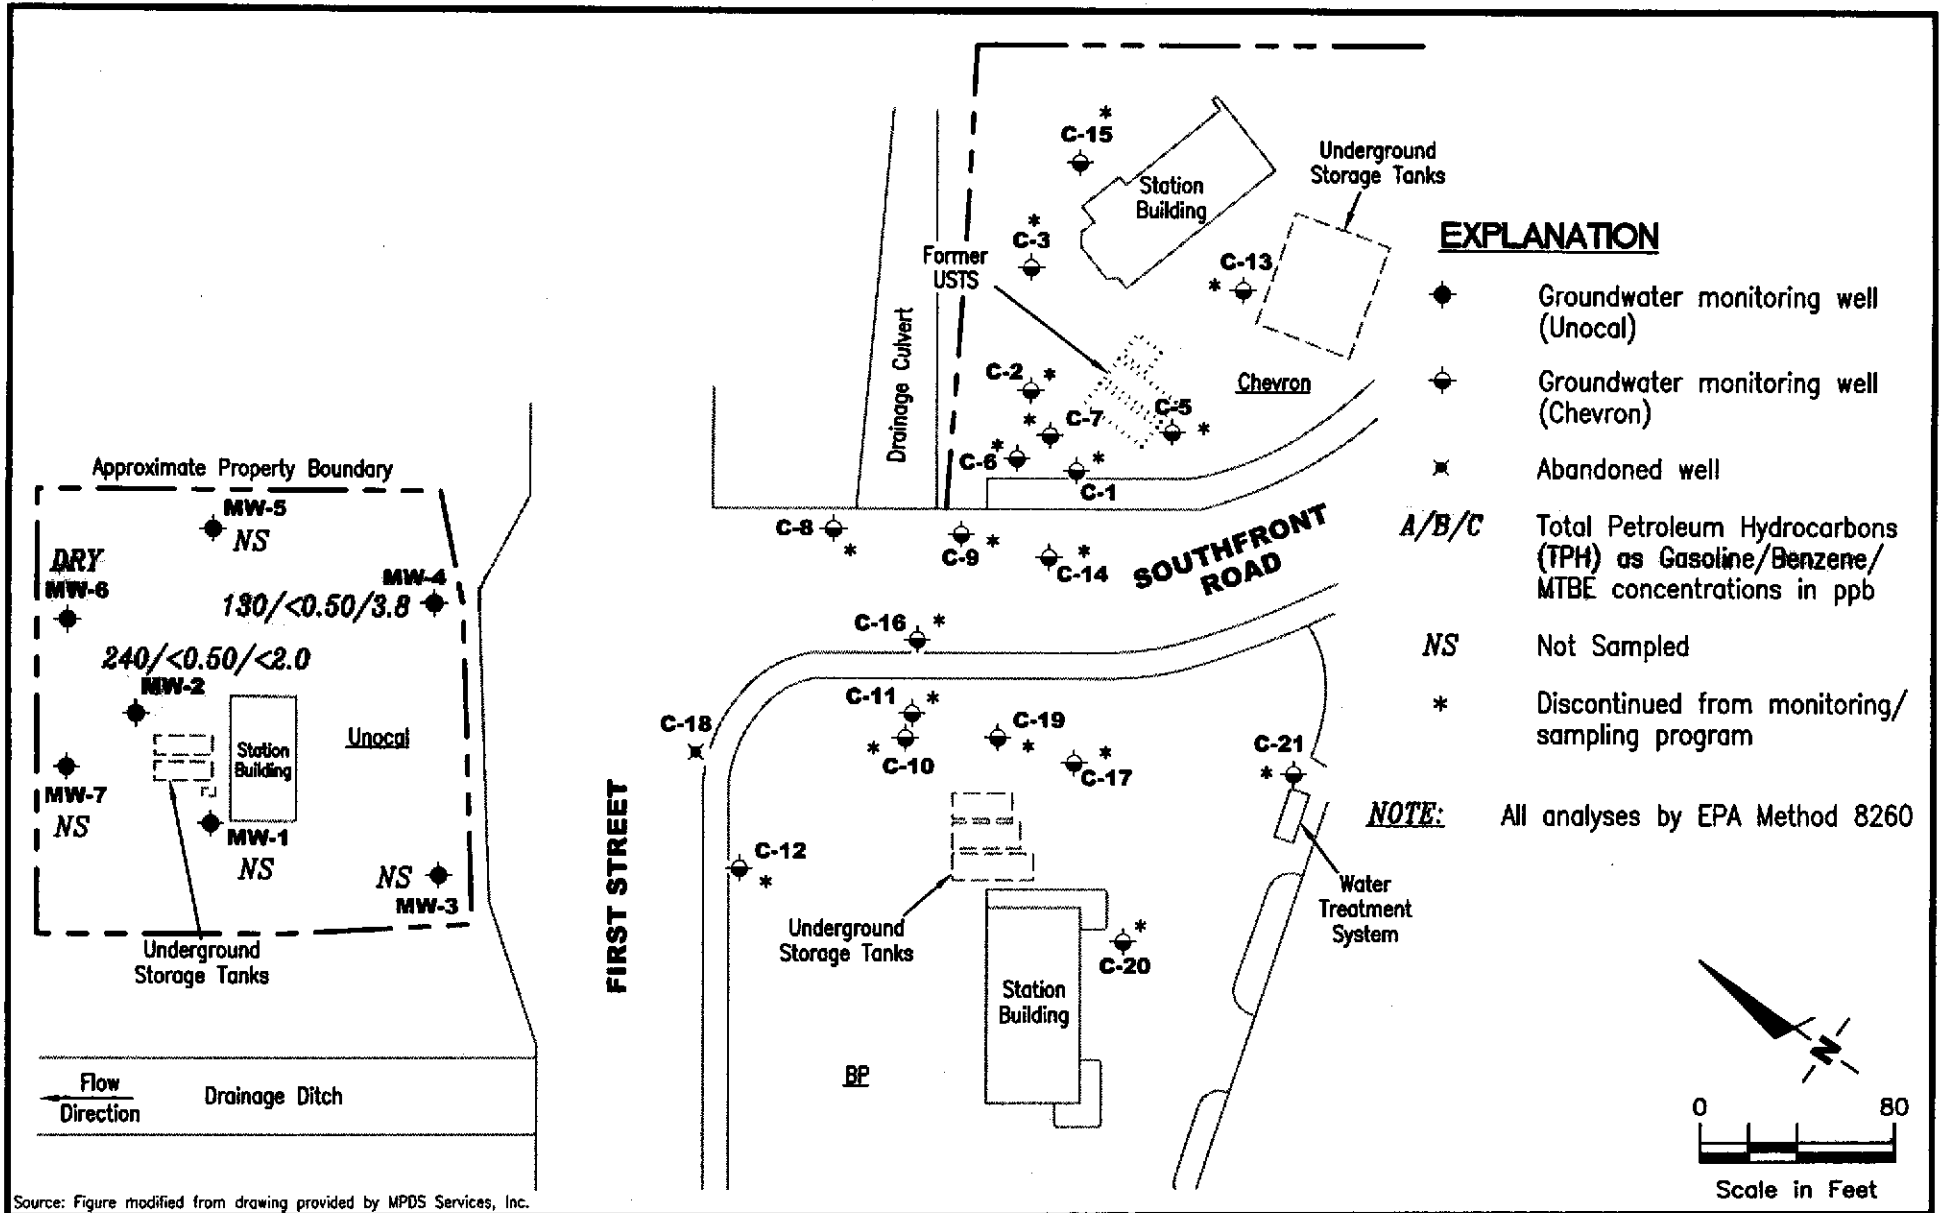 *
C-15
Station
Building
Underground
Storage Tanks
*
C-3
Former
USTS
C-13
*
EXPLANATION
Groundwater monitoring well
(Unocal)
Groundwater monitoring well
(Chevron)
Abandoned well
A/B/C
Total Petroleum Hydrocarbons
(TPH) as Gasoline/Benzene/
MTBE concentrations in ppb
NS
Not Sampled
*
Discontinued from monitoring/
sampling program
NOTE:
All analyses by EPA Method 8260
Drainage Culvert
C-2 *
Chevron
* C-7
C-5
*
*
C-6
*
C-1
C-8
*
C-9
*
*
C-14
SOUTHFRONT
ROAD
C-16 *
Approximate Property Boundary
MW-5
NS
DRY
MW-6
MW-4
130/<0.50/3.8
240/<0.50/<2.0
MW-2
Station
Building
Unocal
MW-7
NS
MW-1
NS
NS
MW-3
Underground
Storage Tanks
Flow
Direction
Drainage Ditch
FIRST STREET
C-18
C-11 *
*
C-10
C-19
*
*
C-17
C-21
*
C-12
*
Underground
Storage Tanks
Water
Treatment
System
*
C-20
Station
Building
BP
N
0 80
Scale in Feet
Source: Figure modified from drawing provided by MPDS Services, Inc.